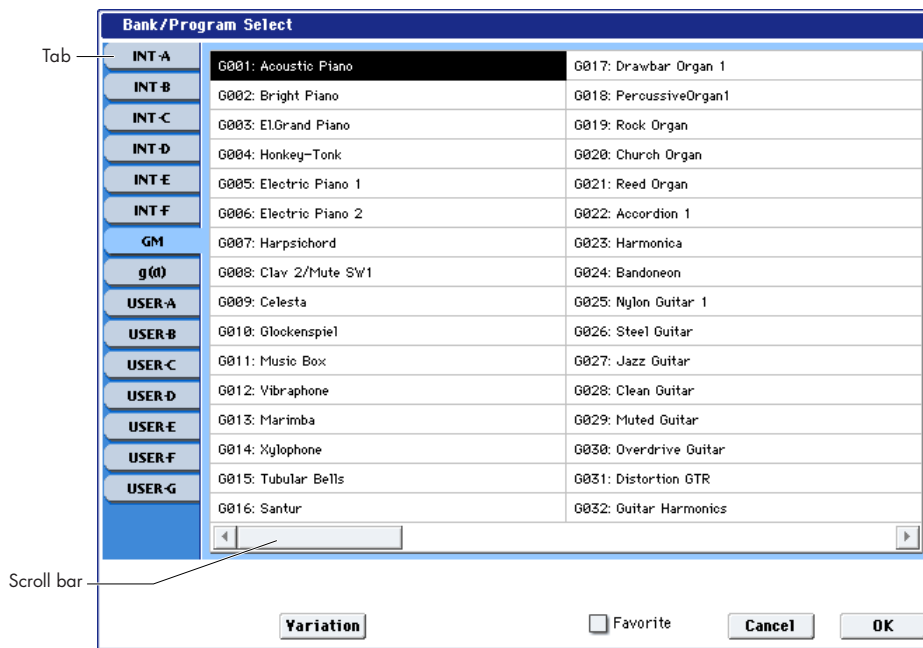 Bank/Program Select
Tab
INT-A
INT-B
INT-C
INT-D
INT-E
INT-F
GM
g(d)
USER-A
USER-B
USER-C
USER-D
USER-E
USER-F
USER-G
G001: Acoustic Piano
G002: Bright Piano
G003: El.Grand Piano
G004: Honkey-Tonk
G005: Electric Piano 1
G006: Electric Piano 2
G007: Harpsichord
G008: Clav 2/Mute SW1
G009: Celesta
G010: Glockenspiel
G011: Music Box
G012: Vibraphone
G013: Marimba
G014: Xylophone
G015: Tubular Bells
G016: Santur
G017: Drawbar Organ 1
G018: PercussiveOrgan1
G019: Rock Organ
G020: Church Organ
G021: Reed Organ
G022: Accordion 1
G023: Harmonica
G024: Bandoneon
G025: Nylon Guitar 1
G026: Steel Guitar
G027: Jazz Guitar
G028: Clean Guitar
G029: Muted Guitar
G030: Overdrive Guitar
G031: Distortion GTR
G032: Guitar Harmonics
Scroll bar
Variation
Favorite
Cancel
OK